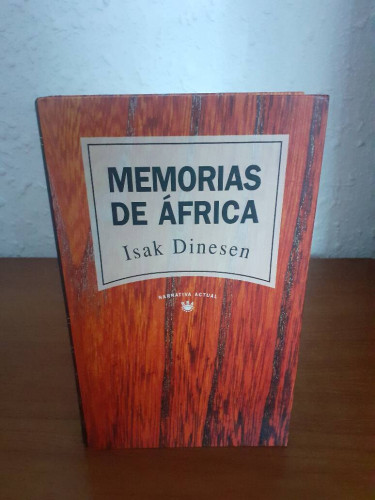 MEMORIAS
DE ÁFRICA
Isak Dinesen
NARRATIVA ACTUAL